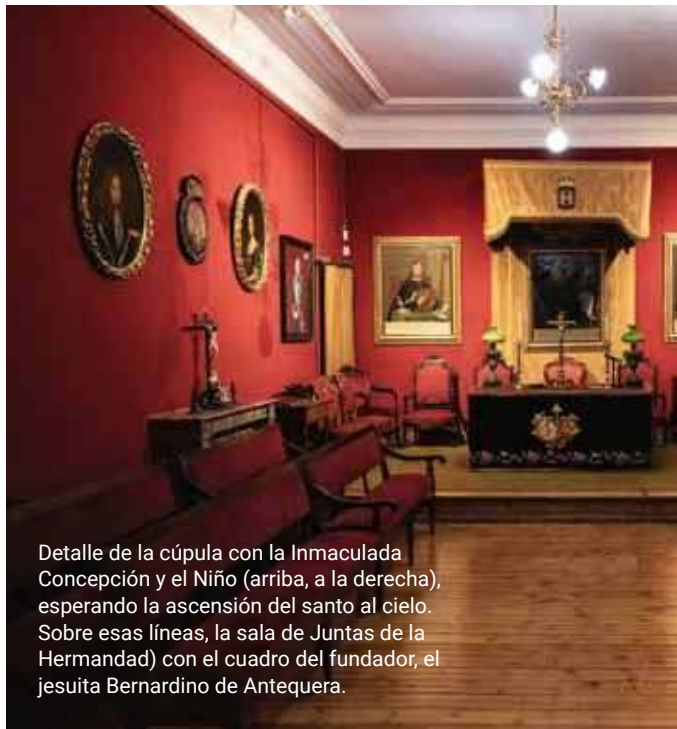 Detalle de la cúpula con la Inmaculada
Concepción y el Niño (arriba, a la derecha),
esperando la ascensión del santo al cielo.
Sobre esas líneas, la sala de Juntas de la
Hermandad) con el cuadro del fundador, el
jesuita Bernardino de Antequera.